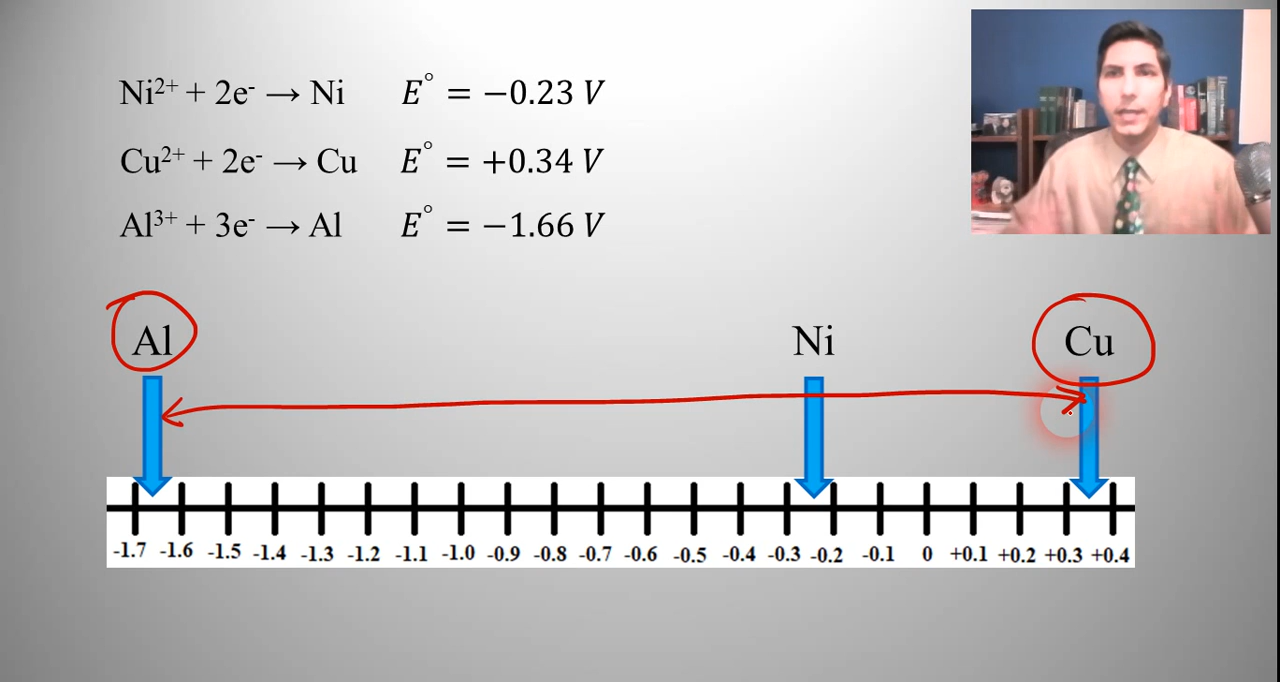 Ni²⁺ + 2e⁻ → Ni E° = −0.23 V
Cu²⁺ + 2e⁻ → Cu E° = +0.34 V
Al³⁺ + 3e⁻ → Al E° = −1.66 V
Al Ni Cu
-1.7 -1.6 -1.5 -1.4 -1.3 -1.2 -1.1 -1.0 -0.9 -0.8 -0.7 -0.6 -0.5 -0.4 -0.3 -0.2 -0.1 0 +0.1 +0.2 +0.3 +0.4